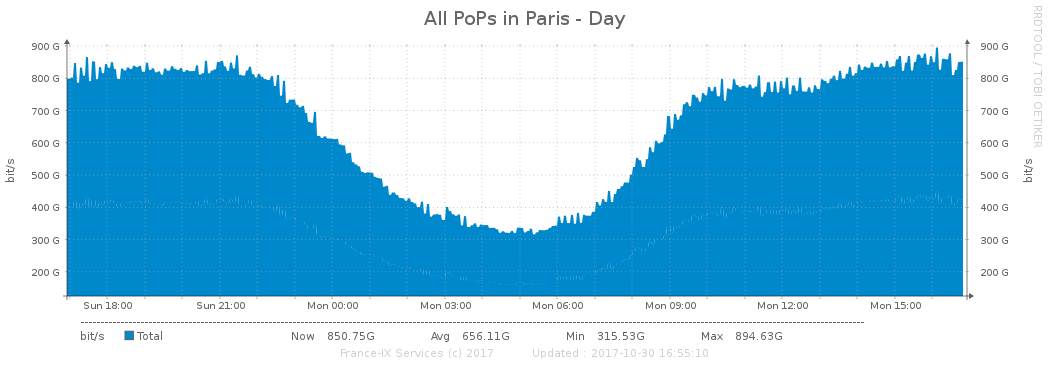 All PoPs in Paris - Day
RRDTOOL / TOBI OETIKER
900 G 900 G
800 G 800 G
700 G 700 G
600 G 600 G
500 G 500 G
400 G 400 G
300 G 300 G
200 G 200 G
bit/s
bit/s
Sun 18:00 Sun 21:00 Mon 00:00 Mon 03:00 Mon 06:00 Mon 09:00 Mon 12:00 Mon 15:00
bit/s Total Now 850.75G Avg 656.11G Min 315.53G Max 894.63G
France-IX Services (c) 2017 Updated : 2017-10-30 16:55:10